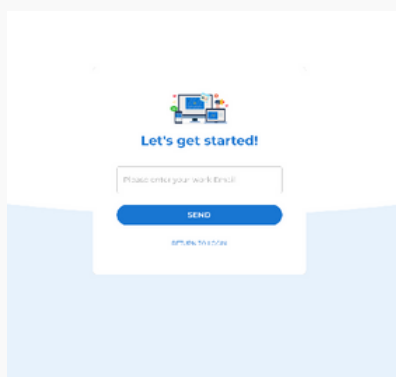 Let's get started!
Please enter your work Email
SEND
RETURN TO LOGIN